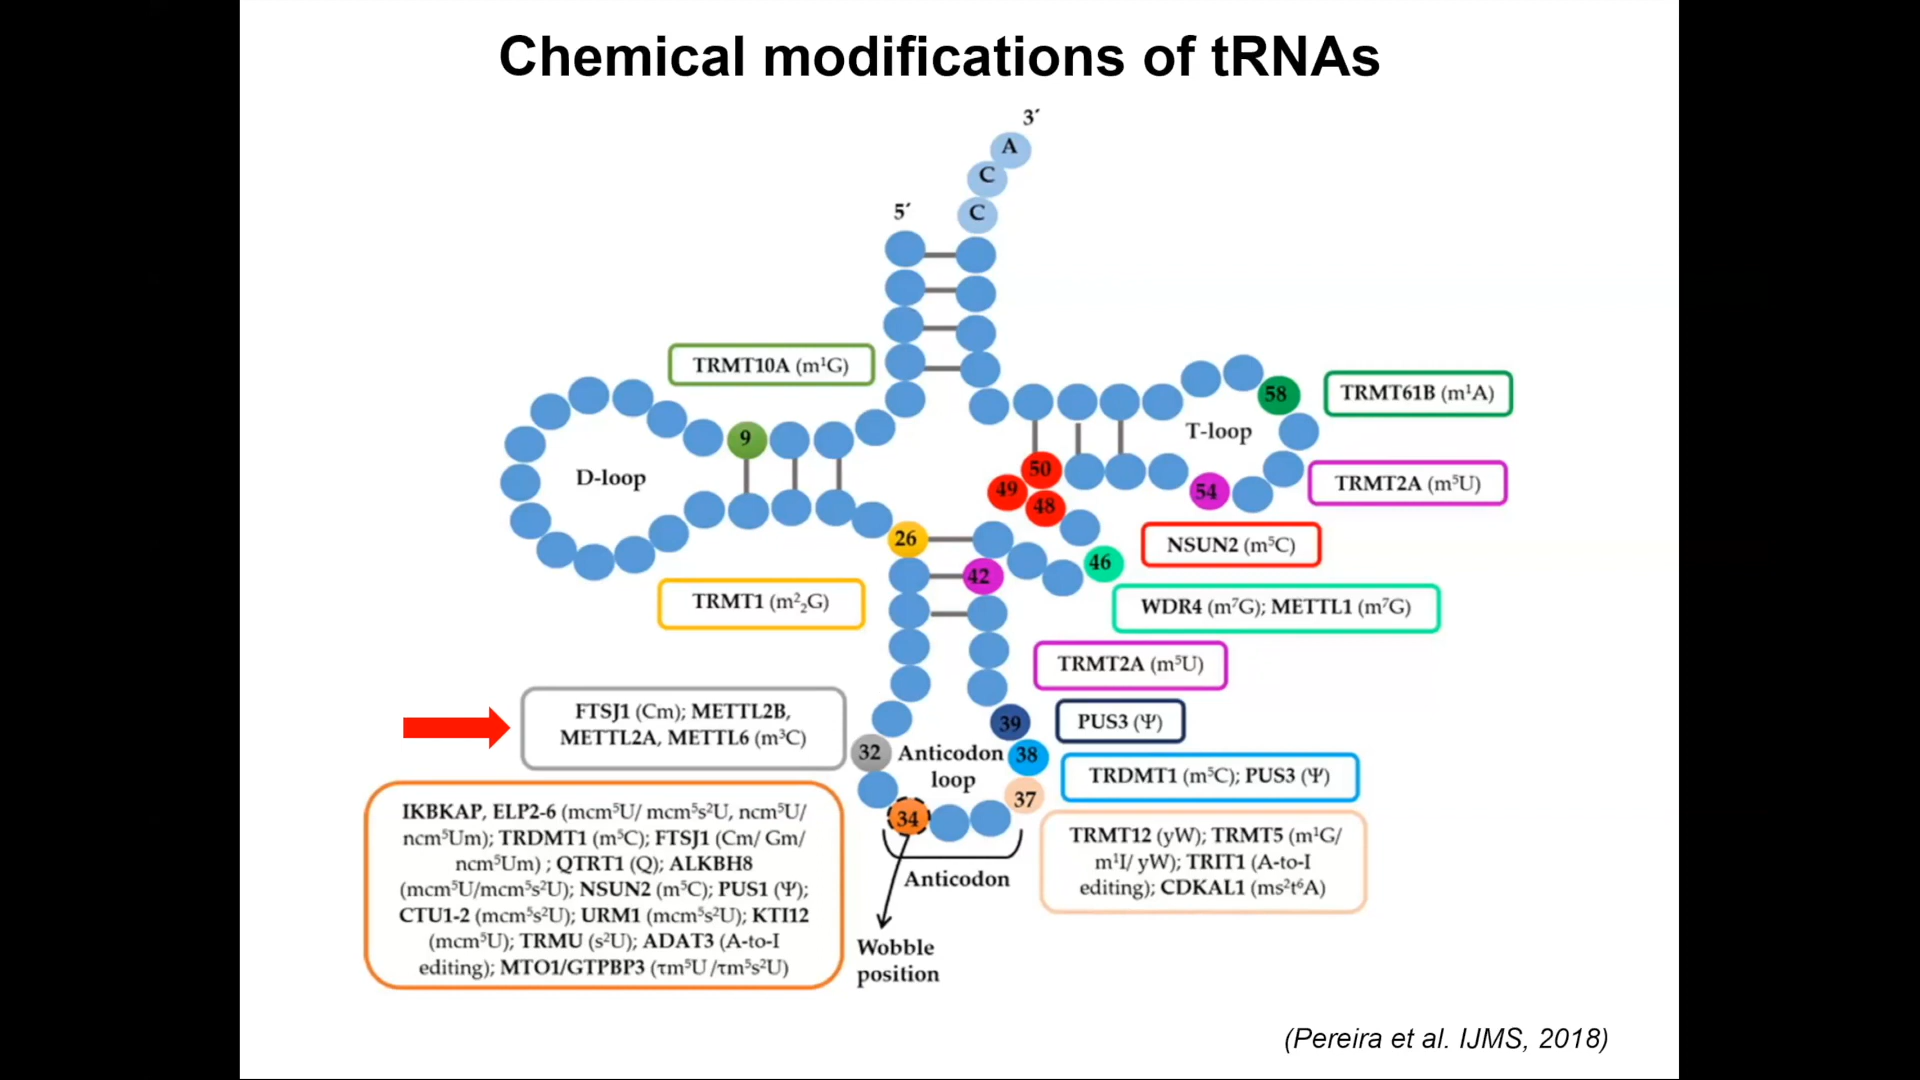 Chemical modifications of tRNAs
3´
A
C
C
5´
TRMT10A (m¹G)
58
TRMT61B (m¹A)
9
T-loop
D-loop
50
49
48
54
TRMT2A (m⁵U)
26
NSUN2 (m⁵C)
46
42
TRMT1 (m²₂G)
WDR4 (m⁷G); METTL1 (m⁷G)
TRMT2A (m⁵U)
FTSJ1 (Cm); METTL2B,
METTL2A, METTL6 (m³C)
39
PUS3 (Ψ)
32
Anticodon
loop
38
TRDMT1 (m⁵C); PUS3 (Ψ)
37
34
IKBKAP, ELP2-6 (mcm⁵U/ mcm⁵s²U, ncm⁵U/
ncm⁵Um); TRDMT1 (m⁵C); FTSJ1 (Cm/ Gm/
ncm⁵Um) ; QTRT1 (Q); ALKBH8
(mcm⁵U/mcm⁵s²U); NSUN2 (m⁵C); PUS1 (Ψ);
CTU1-2 (mcm⁵s²U); URM1 (mcm⁵s²U); KTI12
(mcm⁵U); TRMU (s²U); ADAT3 (A-to-I
editing); MTO1/GTPBP3 (τm⁵U /τm⁵s²U)
Anticodon
TRMT12 (yW); TRMT5 (m¹G/
m¹I/ yW); TRIT1 (A-to-I
editing); CDKAL1 (ms²t⁶A)
Wobble
position
(Pereira et al. IJMS, 2018)